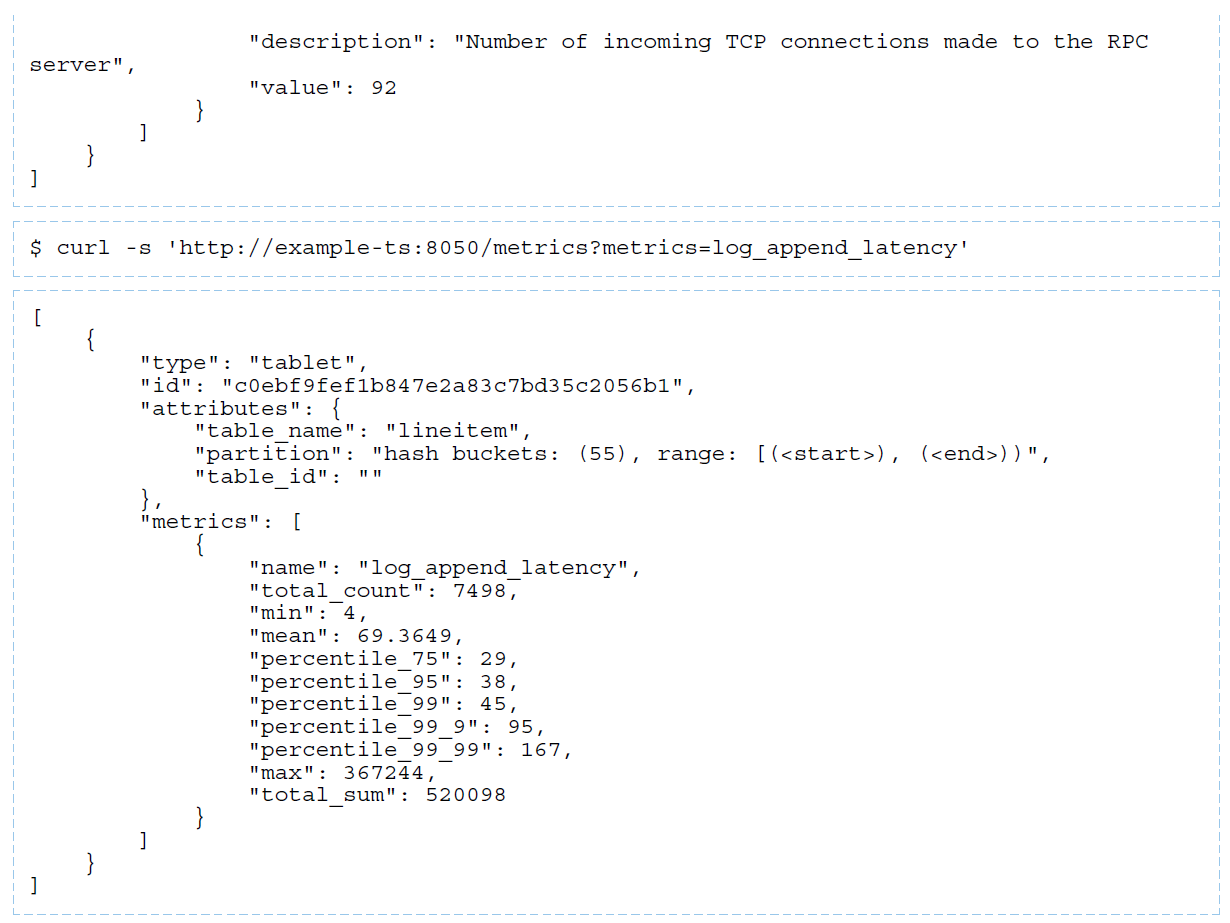 "description": "Number of incoming TCP connections made to the RPC
server",
                "value": 92
            }
        ]
    }
]
$ curl -s 'http://example-ts:8050/metrics?metrics=log_append_latency'
[
    {
        "type": "tablet",
        "id": "c0ebf9fef1b847e2a83c7bd35c2056b1",
        "attributes": {
            "table_name": "lineitem",
            "partition": "hash buckets: (55), range: [(<start>), (<end>))",
            "table_id": ""
        },
        "metrics": [
            {
                "name": "log_append_latency",
                "total_count": 7498,
                "min": 4,
                "mean": 69.3649,
                "percentile_75": 29,
                "percentile_95": 38,
                "percentile_99": 45,
                "percentile_99_9": 95,
                "percentile_99_99": 167,
                "max": 367244,
                "total_sum": 520098
            }
        ]
    }
]